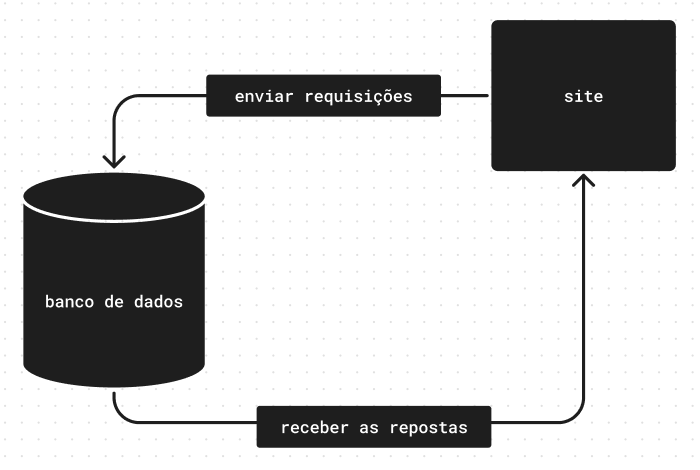 enviar requisições
site
banco de dados
receber as repostas